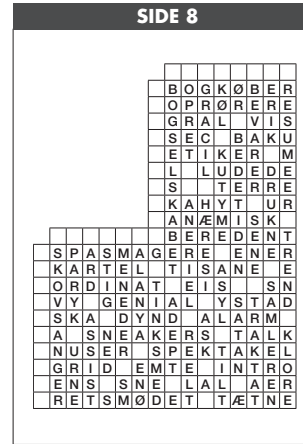 SIDE 8
BOGKØBER
OPRØRERE
GRAL VIS
SEC BAKU
ETIKER M
L LUDEDE
S TERRE
KAHYT UR
ANÆMISK
BEREDENT
SPASMAGERE ENER
KARTEL TISANE E
ORDINAT EIS SN
VY GENIAL YSTAD
SKA DYND ALARM
A SNEAKERS TALK
NUSER SPEKTAKEL
GRID EMTE INTRO
ENS SNE LAL AER
RETSMØDET TÆTNE